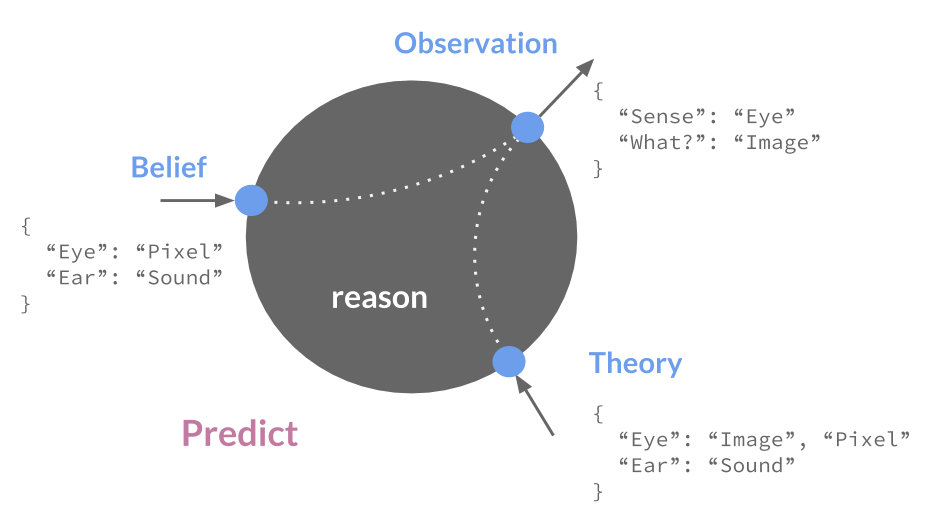 Observation
{
“Sense”: “Eye”
“What?”: “Image”
}
Belief
{
“Eye”: “Pixel”
“Ear”: “Sound”
}
reason
Theory
{
“Eye”: “Image”, “Pixel”
“Ear”: “Sound”
}
Predict